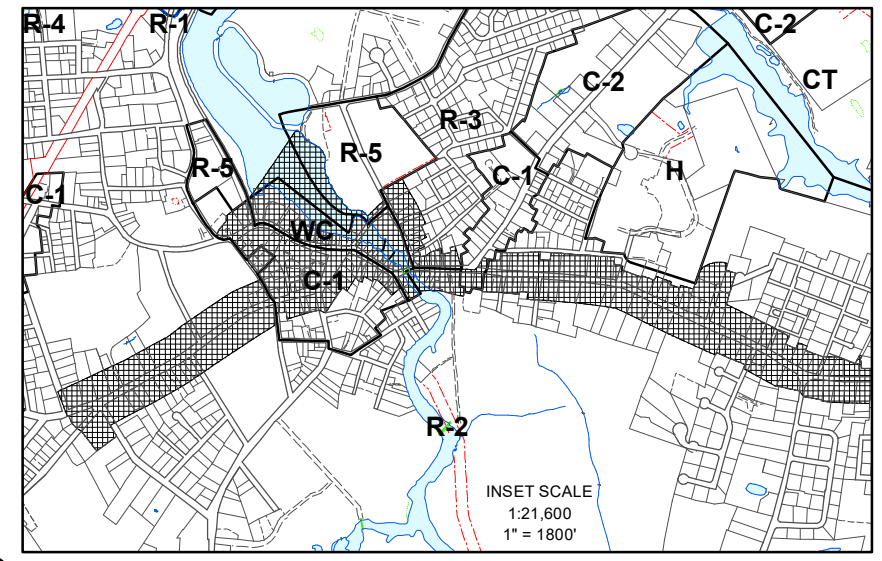 R-4
R-1
C-2
CT
C-2
R-3
R-5
R-5
C-1
H
C-1
WC
C-1
R-2
INSET SCALE
1:21,600
1" = 1800'